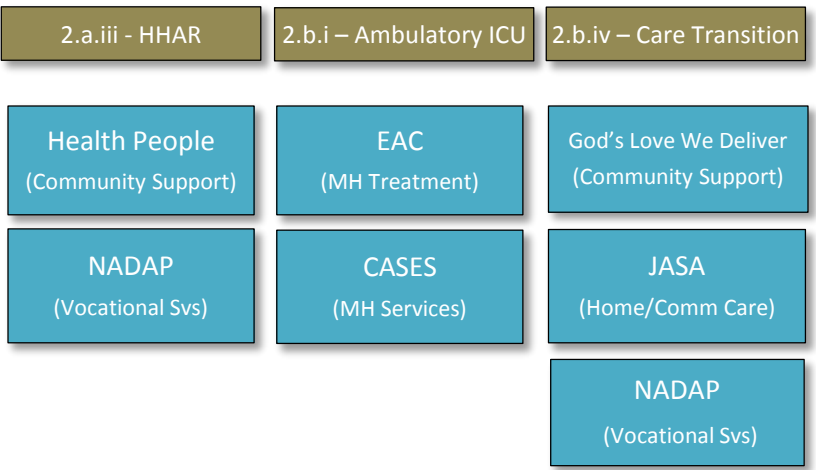 2.a.iii - HHAR
2.b.i – Ambulatory ICU
2.b.iv – Care Transition
Health People
(Community Support)
EAC
(MH Treatment)
God's Love We Deliver
(Community Support)
NADAP
(Vocational Svs)
CASES
(MH Services)
JASA
(Home/Comm Care)
NADAP
(Vocational Svs)